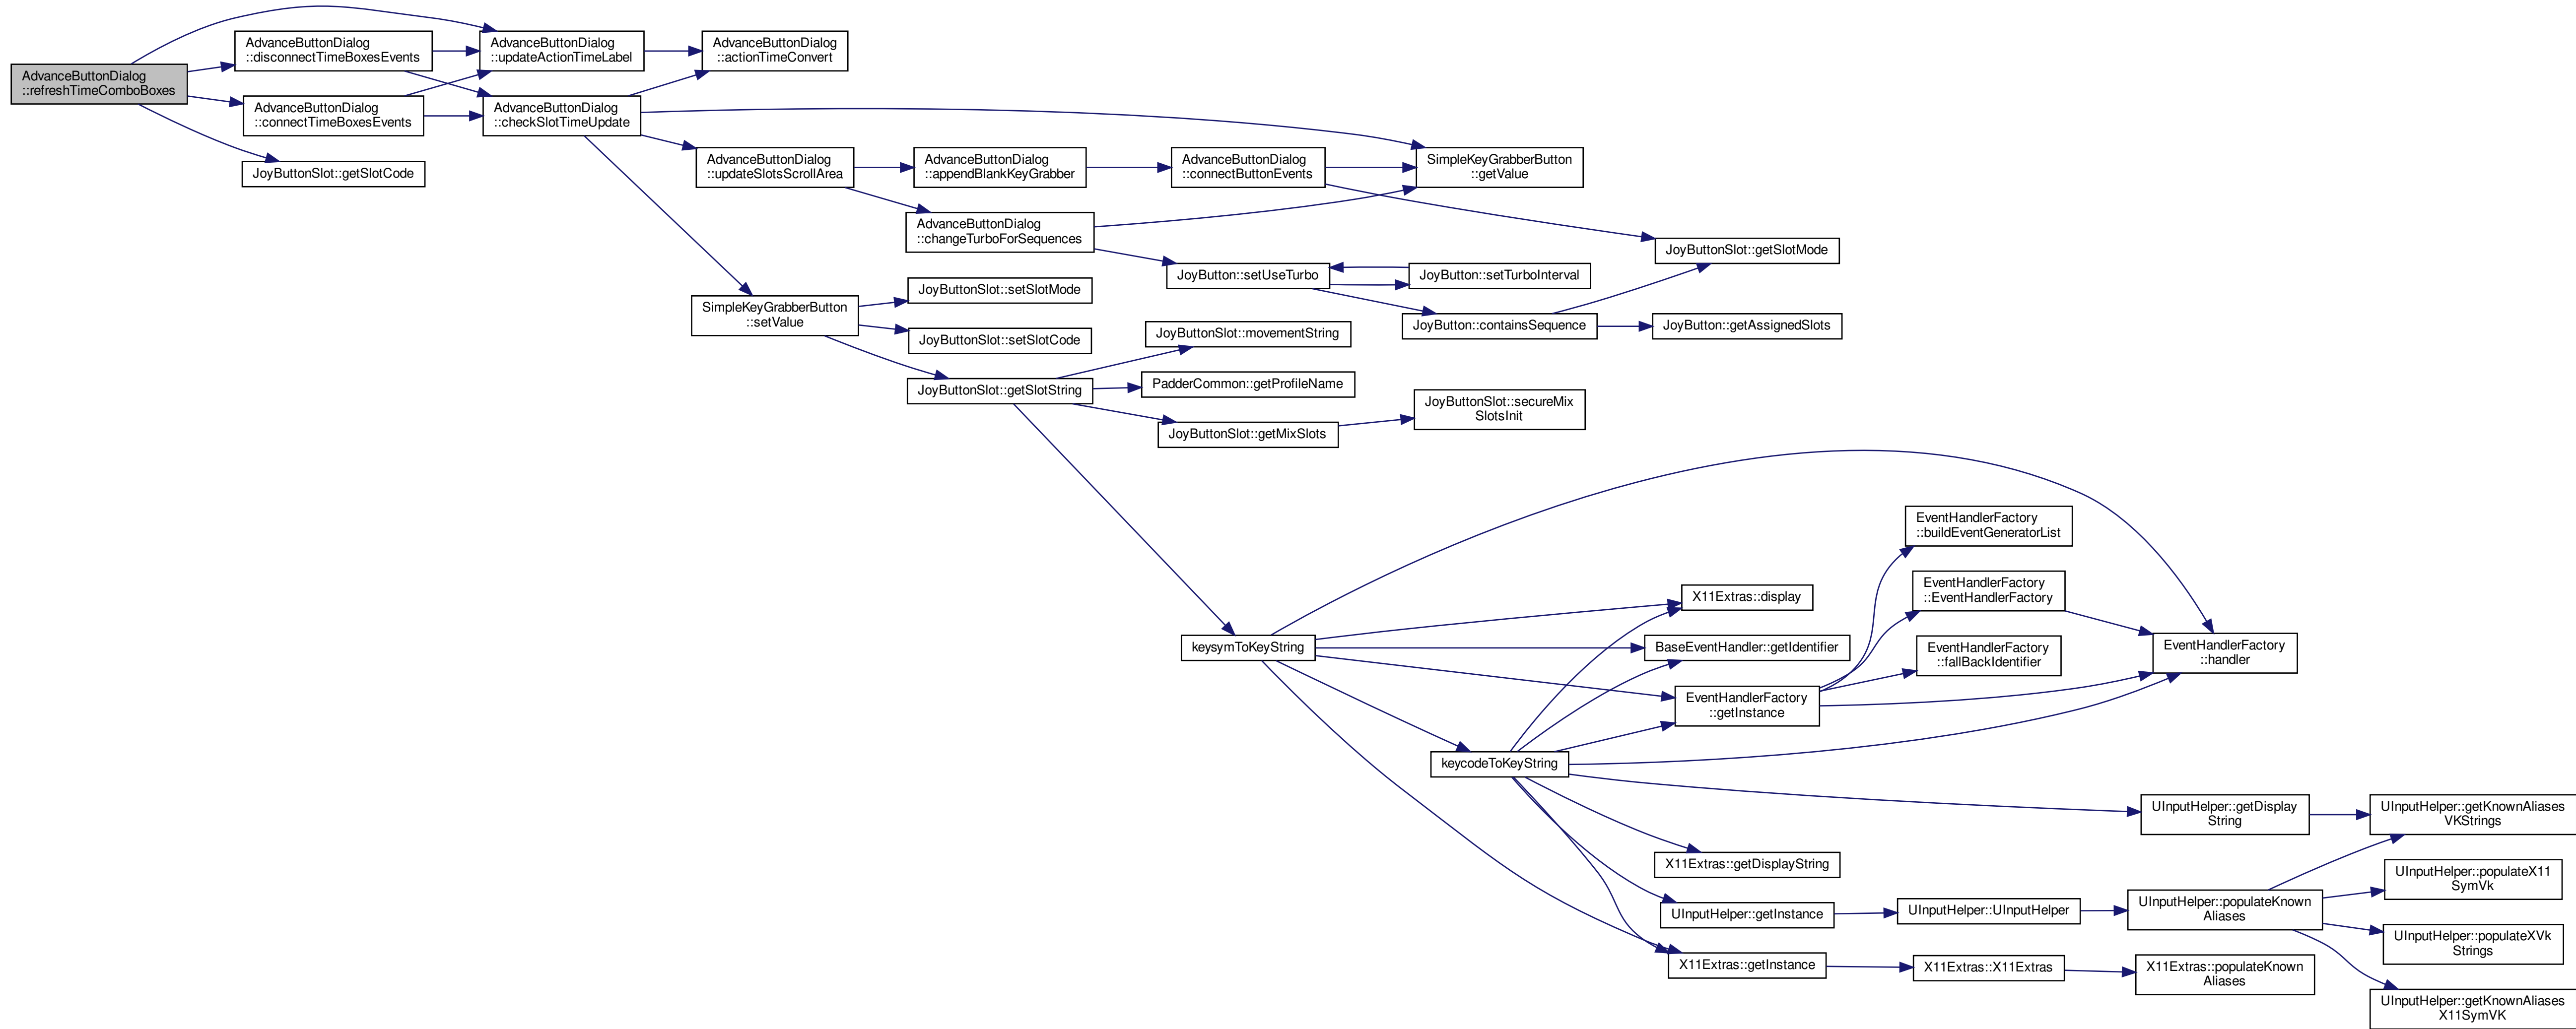 AdvanceButtonDialog
::refreshTimeComboBoxes
AdvanceButtonDialog
::disconnectTimeBoxesEvents
AdvanceButtonDialog
::connectTimeBoxesEvents
JoyButtonSlot::getSlotCode
AdvanceButtonDialog
::updateActionTimeLabel
AdvanceButtonDialog
::checkSlotTimeUpdate
AdvanceButtonDialog
::actionTimeConvert
AdvanceButtonDialog
::updateSlotsScrollArea
AdvanceButtonDialog
::appendBlankKeyGrabber
AdvanceButtonDialog
::connectButtonEvents
SimpleKeyGrabberButton
::getValue
AdvanceButtonDialog
::changeTurboForSequences
JoyButtonSlot::getSlotMode
JoyButton::setUseTurbo
JoyButton::setTurboInterval
JoyButton::containsSequence
JoyButton::getAssignedSlots
SimpleKeyGrabberButton
::setValue
JoyButtonSlot::setSlotMode
JoyButtonSlot::setSlotCode
JoyButtonSlot::getSlotString
JoyButtonSlot::movementString
PadderCommon::getProfileName
JoyButtonSlot::getMixSlots
JoyButtonSlot::secureMix
SlotsInit
keysymToKeyString
EventHandlerFactory
::buildEventGeneratorList
EventHandlerFactory
::EventHandlerFactory
EventHandlerFactory
::fallBackIdentifier
EventHandlerFactory
::handler
X11Extras::display
BaseEventHandler::getIdentifier
EventHandlerFactory
::getInstance
keycodeToKeyString
UInputHelper::getDisplay
String
UInputHelper::getKnownAliases
VKStrings
X11Extras::getDisplayString
UInputHelper::getInstance
UInputHelper::UInputHelper
UInputHelper::populateKnown
Aliases
UInputHelper::populateX11
SymVk
UInputHelper::populateXVk
Strings
UInputHelper::getKnownAliases
X11SymVK
X11Extras::getInstance
X11Extras::X11Extras
X11Extras::populateKnown
Aliases